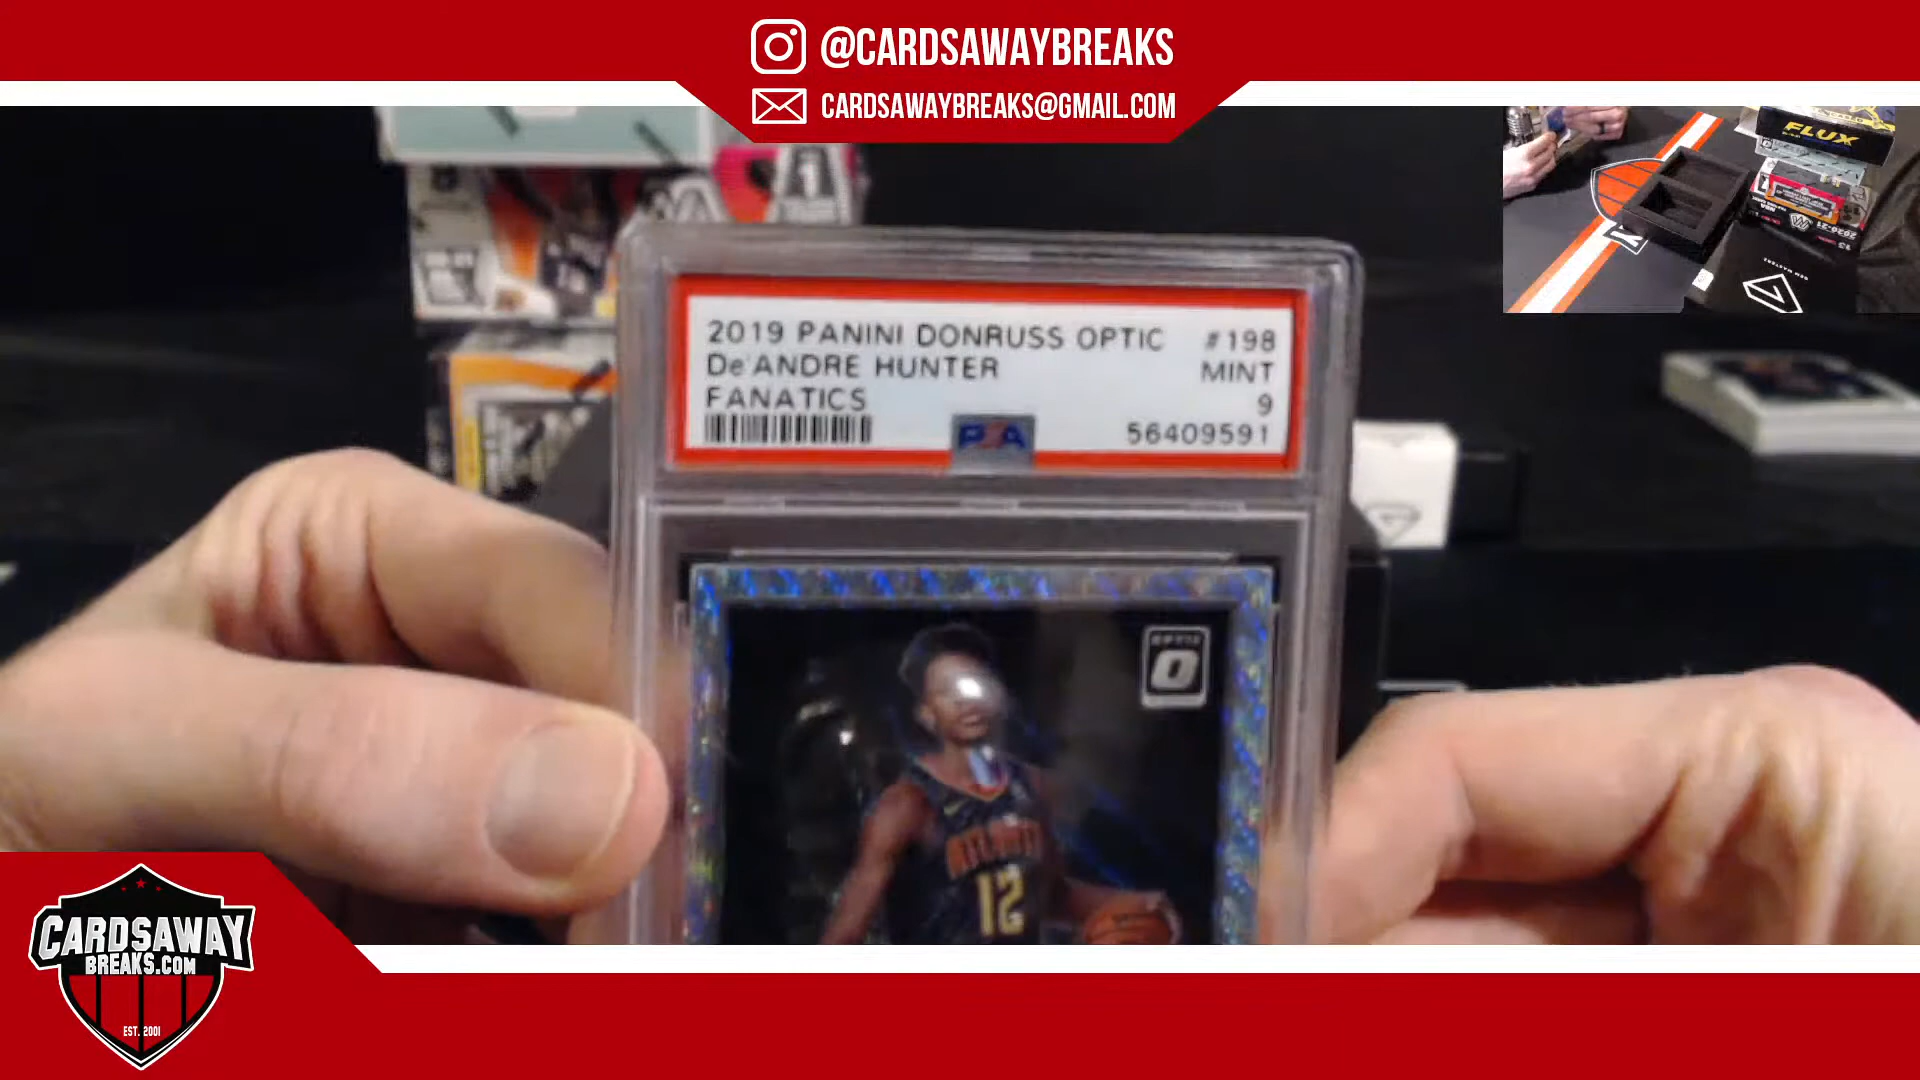 @CARDSAWAYBREAKS
CARDSAWAYBREAKS@GMAIL.COM
FLUX
2019 PANINI DONRUSS OPTIC #198
De'ANDRE HUNTER MINT
FANATICS 9
PSA 56409591
OPTIC
O
ATLANTA
12
CARDSAWAY
BREAKS.COM
EST. 2001